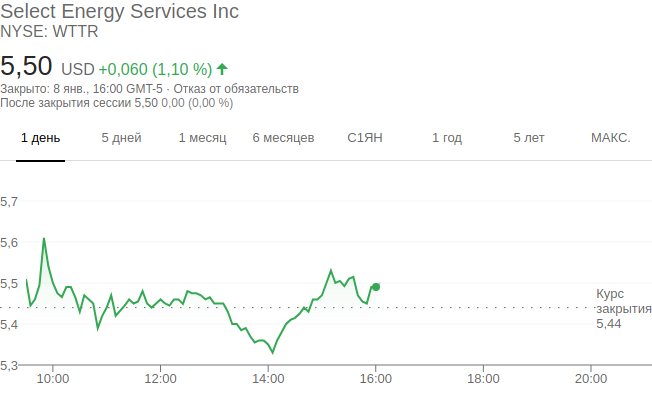 Select Energy Services Inc
NYSE: WTTR
5,50 USD +0,060 (1,10 %)
Закрыто: 8 янв., 16:00 GMT-5 · Отказ от обязательств
После закрытия сессии 5,50 0,00 (0,00 %)
1 день 5 дней 1 месяц 6 месяцев С1ЯН 1 год 5 лет МАКС.
5,7
5,6
5,5
5,4
5,3
Курс
закрытия
5,44
10:00 12:00 14:00 16:00 18:00 20:00